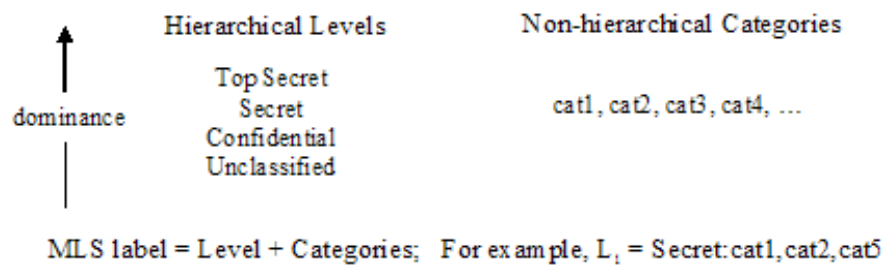 Hierarchical Levels Non-hierarchical Categories
Top Secret
dominance Secret cat1, cat2, cat3, cat4, ...
Confidential
Unclassified
MLS label = Level + Categories; For example, L₁ = Secret:cat1,cat2,cat5